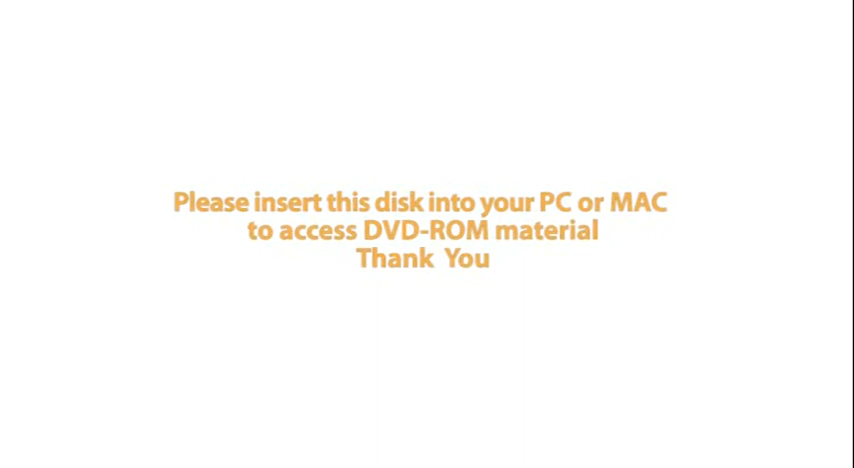 Please insert this disk into your PC or MAC
to access DVD-ROM material
Thank You